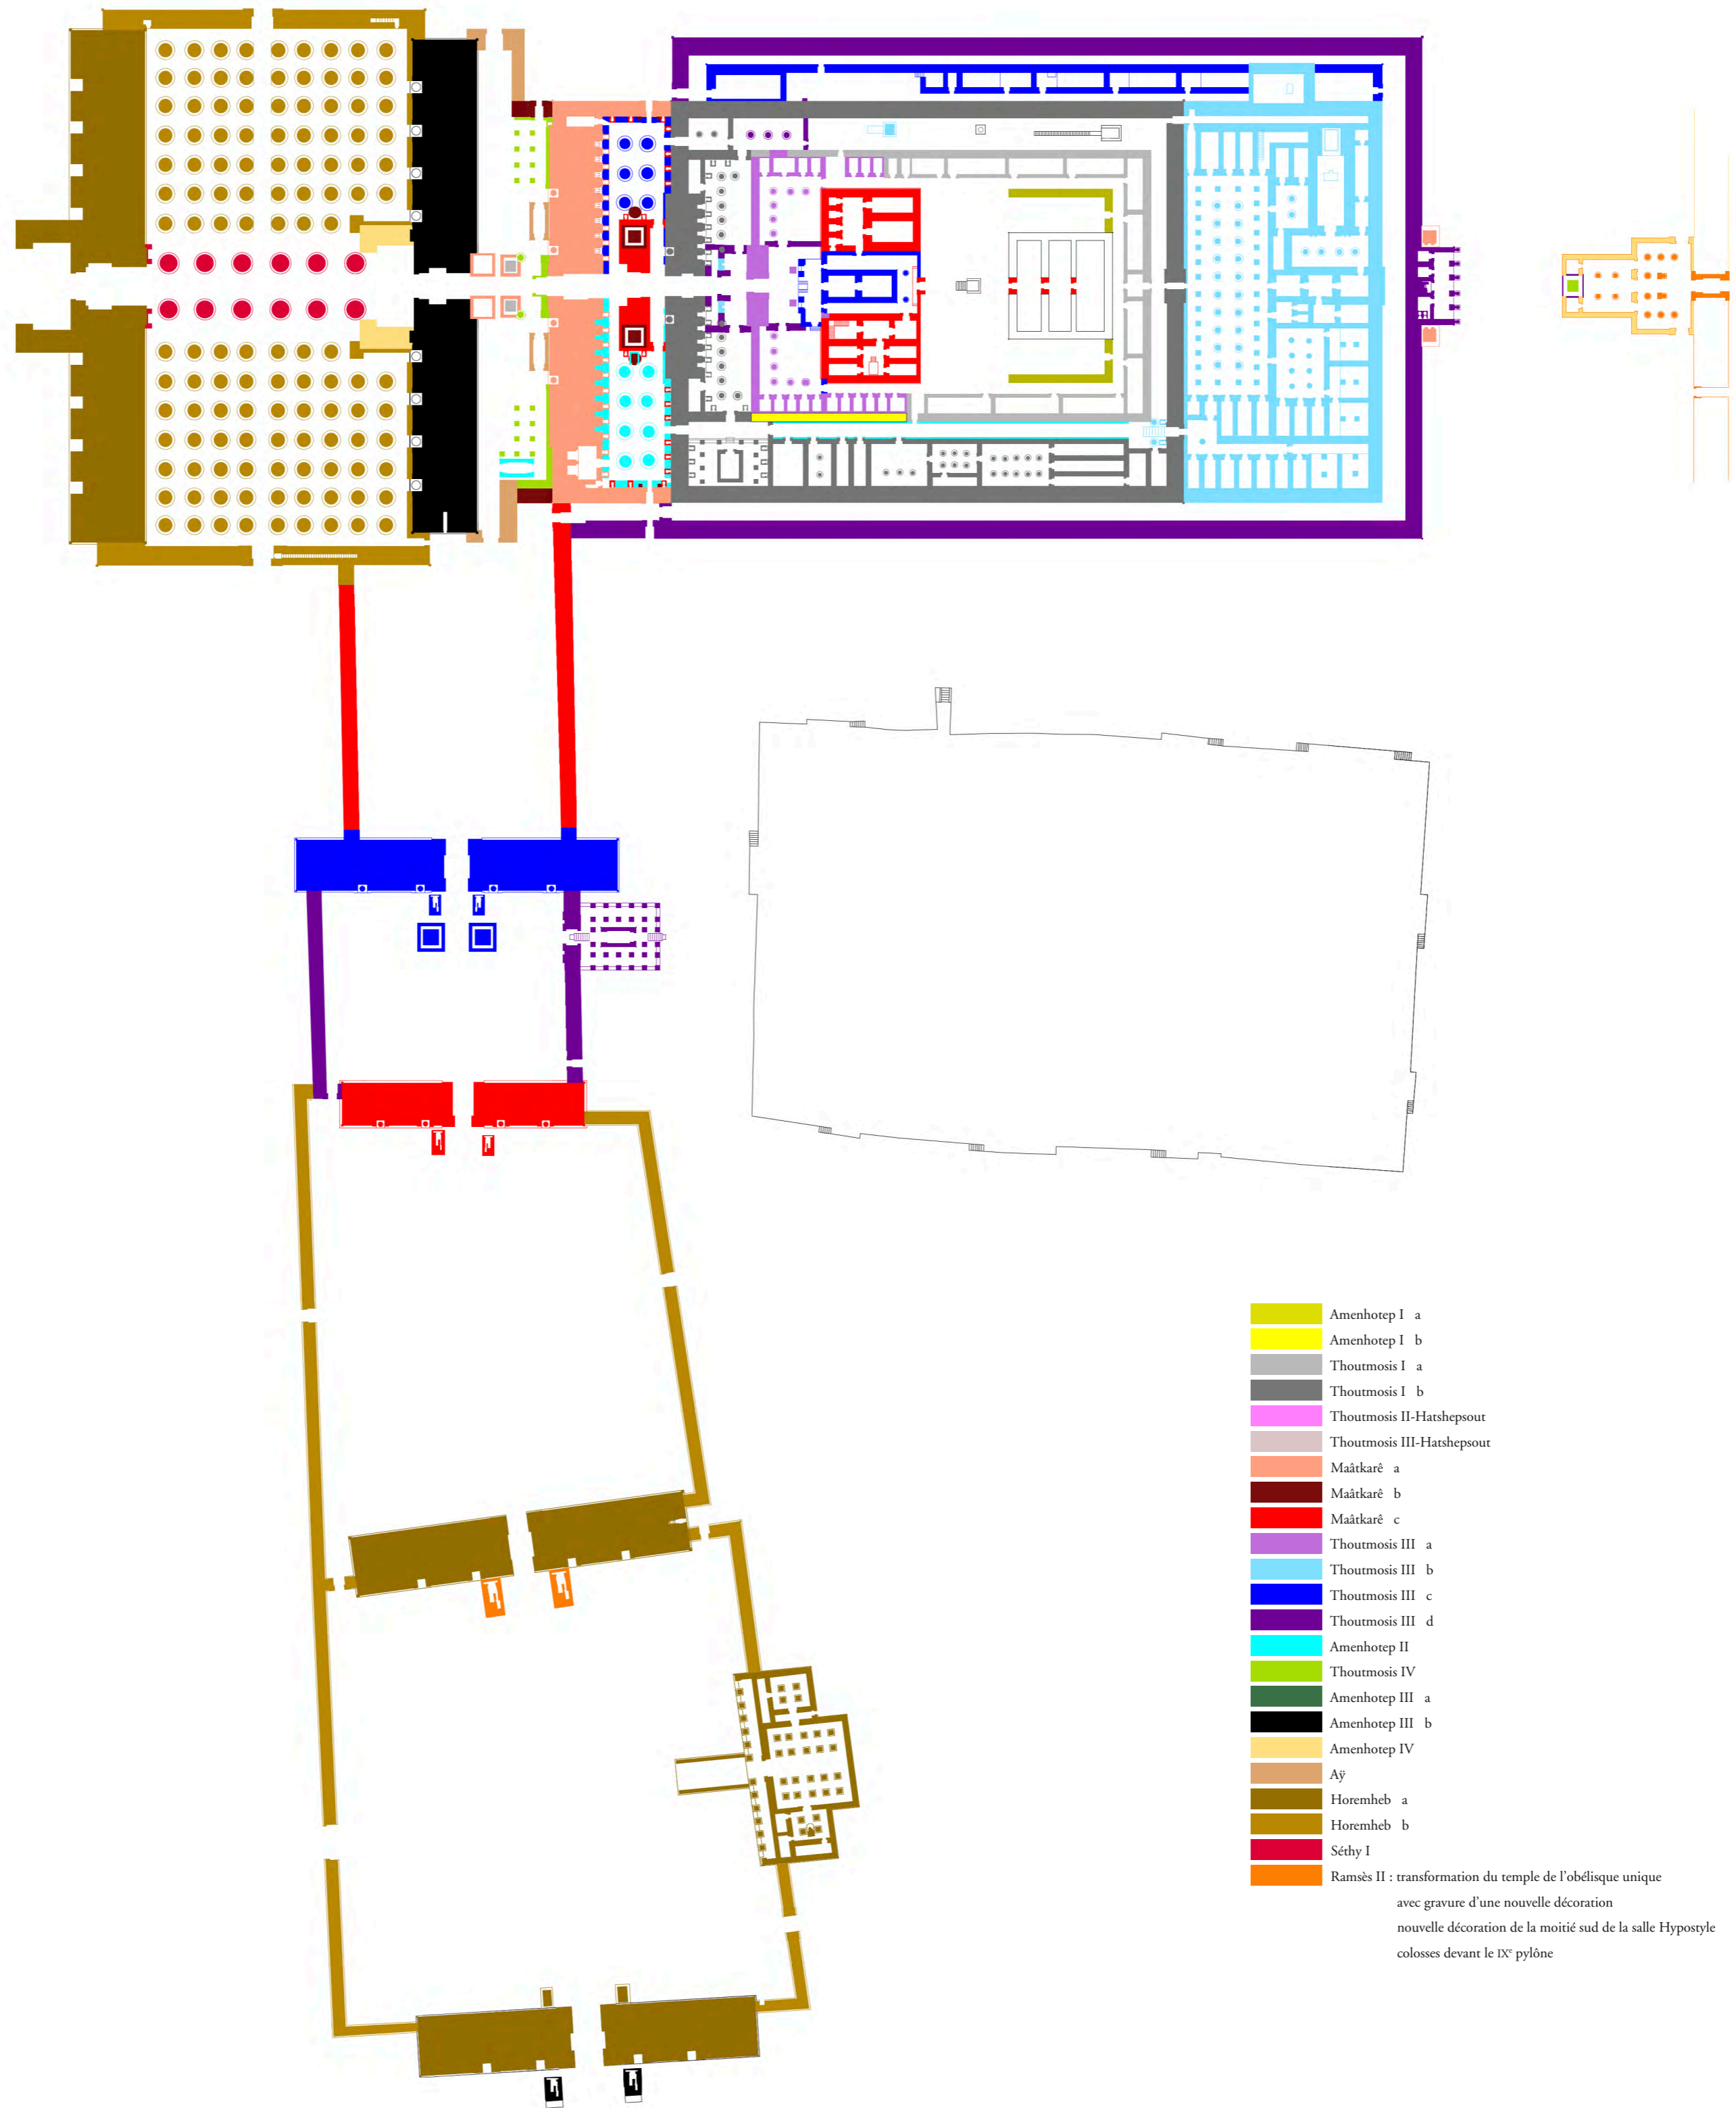 Amenhotep I a
Amenhotep I b
Thoutmosis I a
Thoutmosis I b
Thoutmosis II-Hatshepsout
Thoutmosis III-Hatshepsout
Maâtkarê a
Maâtkarê b
Maâtkarê c
Thoutmosis III a
Thoutmosis III b
Thoutmosis III c
Thoutmosis III d
Amenhotep II
Thoutmosis IV
Amenhotep III a
Amenhotep III b
Amenhotep IV
Aÿ
Horemheb a
Horemheb b
Séthy I
Ramsès II : transformation du temple de l'obélisque unique
avec gravure d'une nouvelle décoration
nouvelle décoration de la moitié sud de la salle Hypostyle
colosses devant le IXᵉ pylône